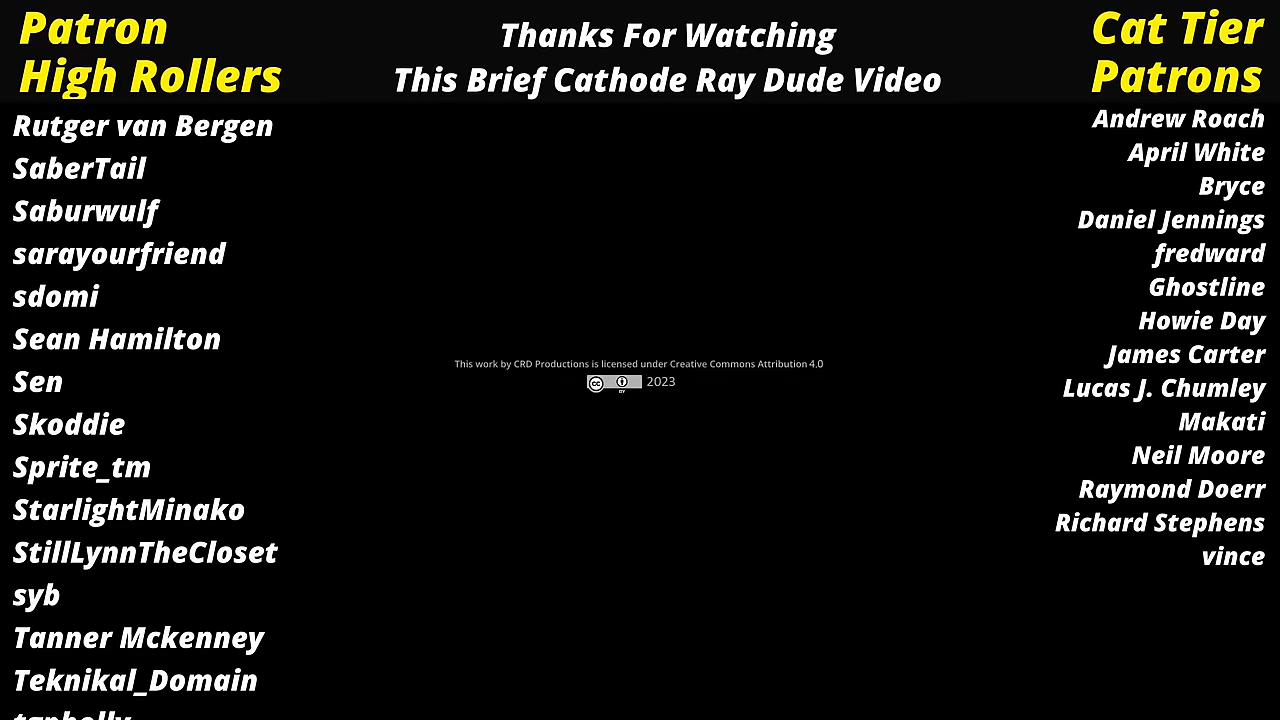 Patron
High Rollers
Rutger van Bergen
SaberTail
Saburwulf
sarayourfriend
sdomi
Sean Hamilton
Sen
Skoddie
Sprite_tm
StarlightMinako
StillLynnTheCloset
syb
Tanner Mckenney
Teknikal_Domain
Thanks For Watching
This Brief Cathode Ray Dude Video
This work by CRD Productions is licensed under Creative Commons Attribution 4.0
cc BY 2023
Cat Tier
Patrons
Andrew Roach
April White
Bryce
Daniel Jennings
fredward
Ghostline
Howie Day
James Carter
Lucas J. Chumley
Makati
Neil Moore
Raymond Doerr
Richard Stephens
vince